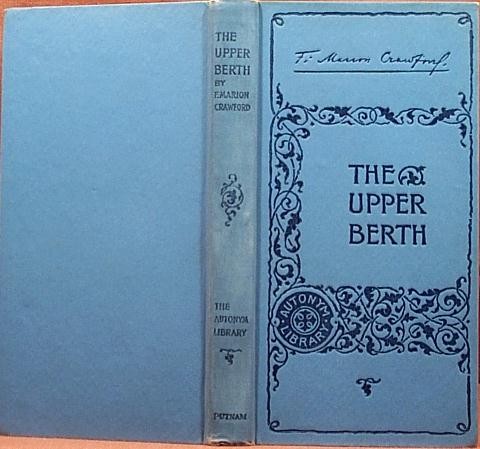 THE
UPPER
BERTH
BY
F. MARION
CRAWFORD
THE
AUTONYM
LIBRARY
PUTNAM
F. Marion Crawford.
THE
UPPER
BERTH
AUTONYM
LIBRARY